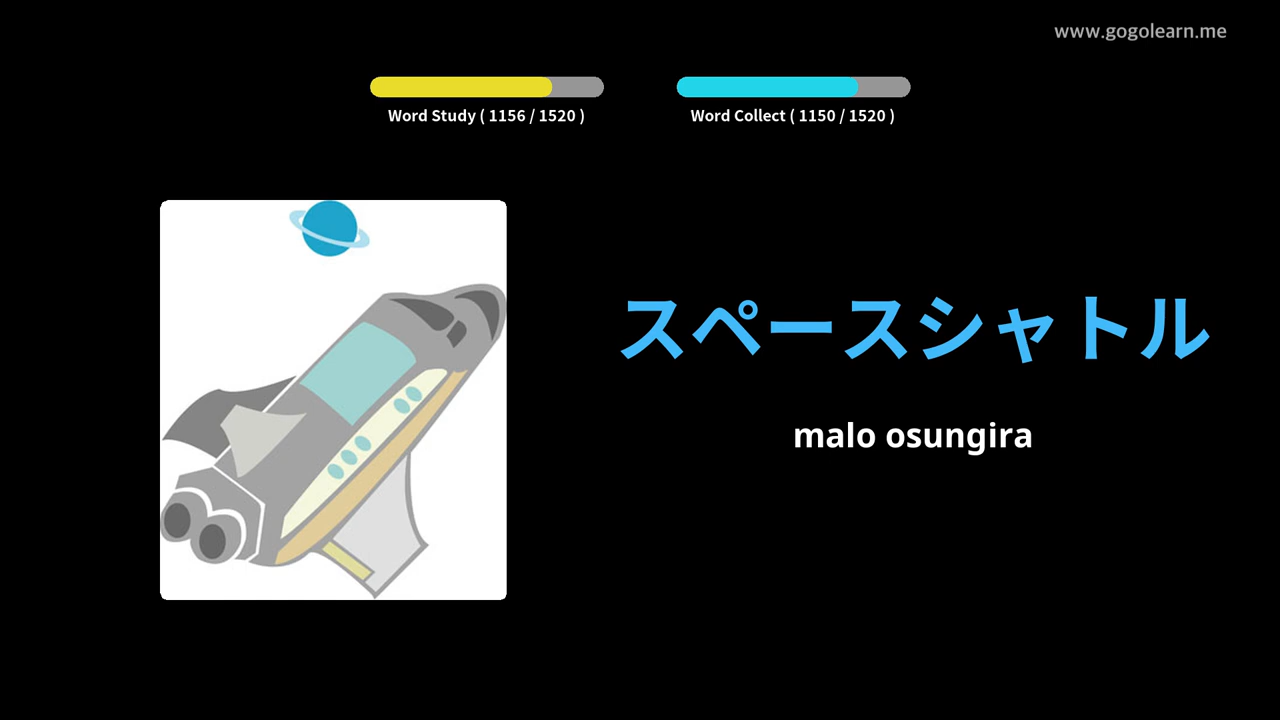 www.gogolearn.me
Word Study ( 1156 / 1520 )
Word Collect ( 1150 / 1520 )
スペースシャトル
malo osungira